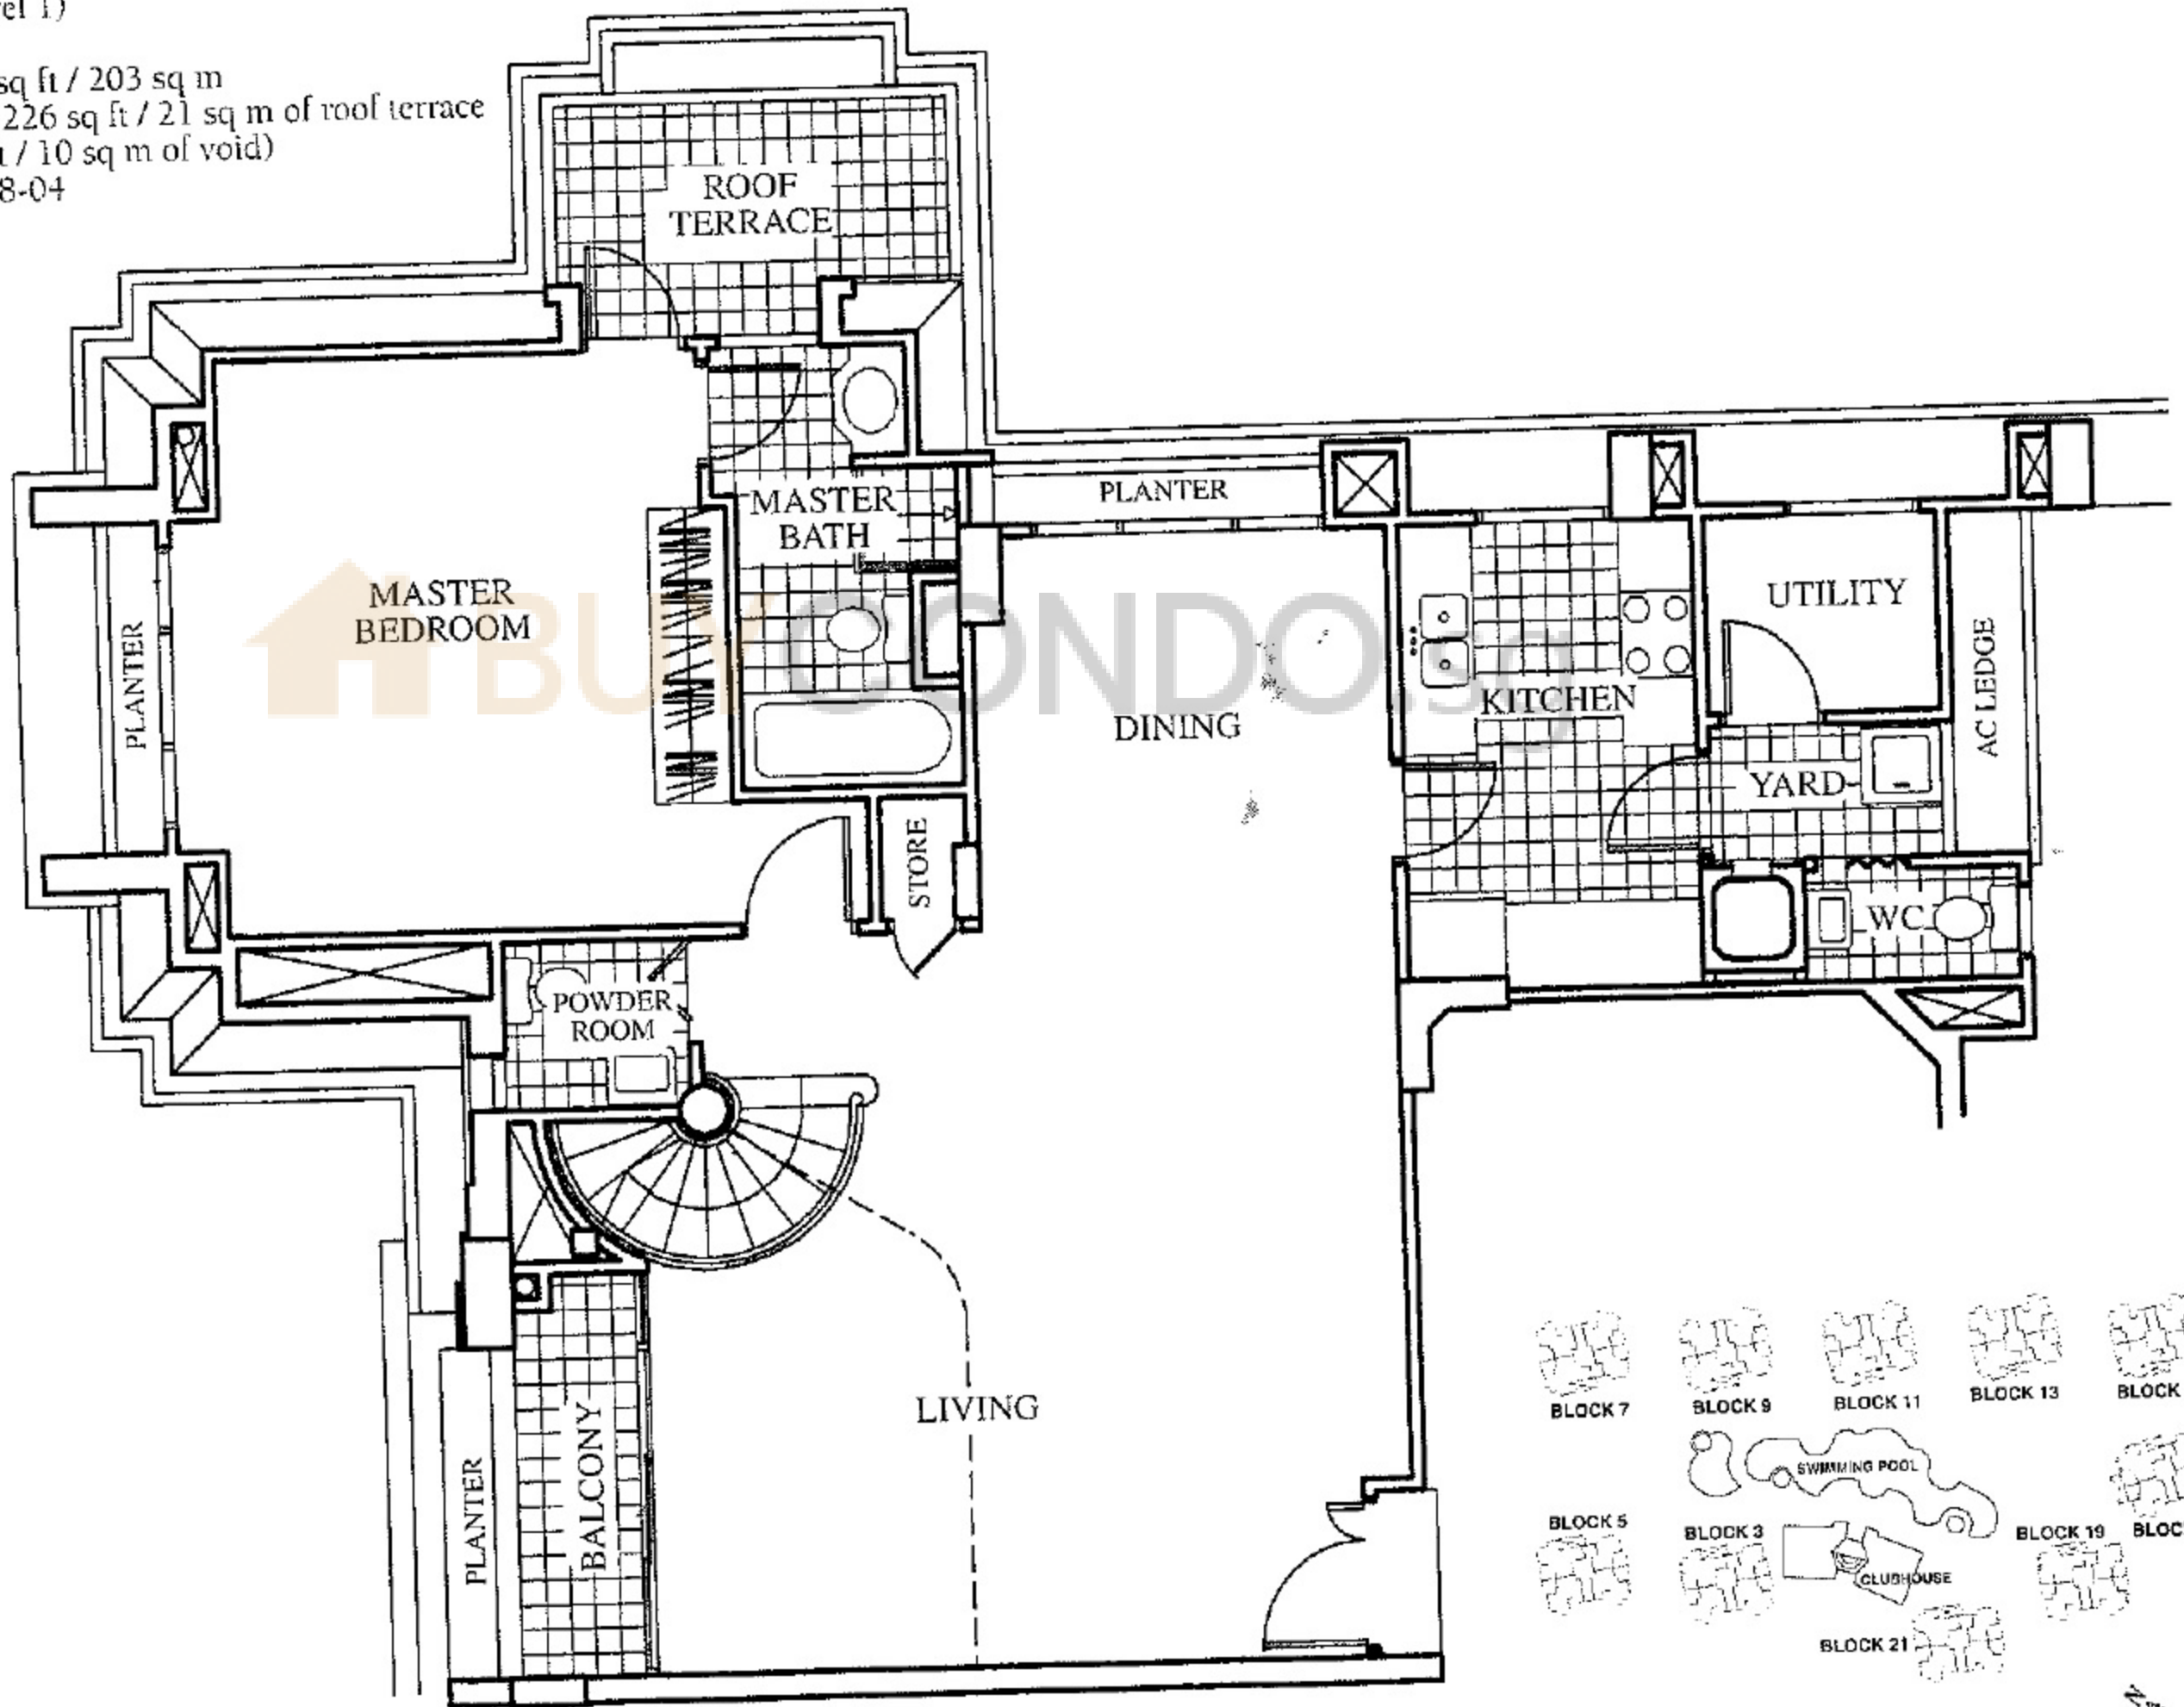 sq ft / 203 sq m
226 sq ft / 21 sq m of roof terrace
/ 10 sq m of void)
8-04
ROOF
TERRACE
MASTER
BATH
PLANTER
MASTER
BEDROOM
PLANTER
BUYCONDO.sg
DINING
KITCHEN
UTILITY
AC LEDGE
YARD
STORE
WC
POWDER
ROOM
LIVING
BALCONY
PLANTER
BLOCK 7
BLOCK 9
BLOCK 11
BLOCK 13
BLOCK
SWIMMING POOL
BLOCK 5
BLOCK 3
BLOCK 19
BLOC
CLUBHOUSE
BLOCK 21
N